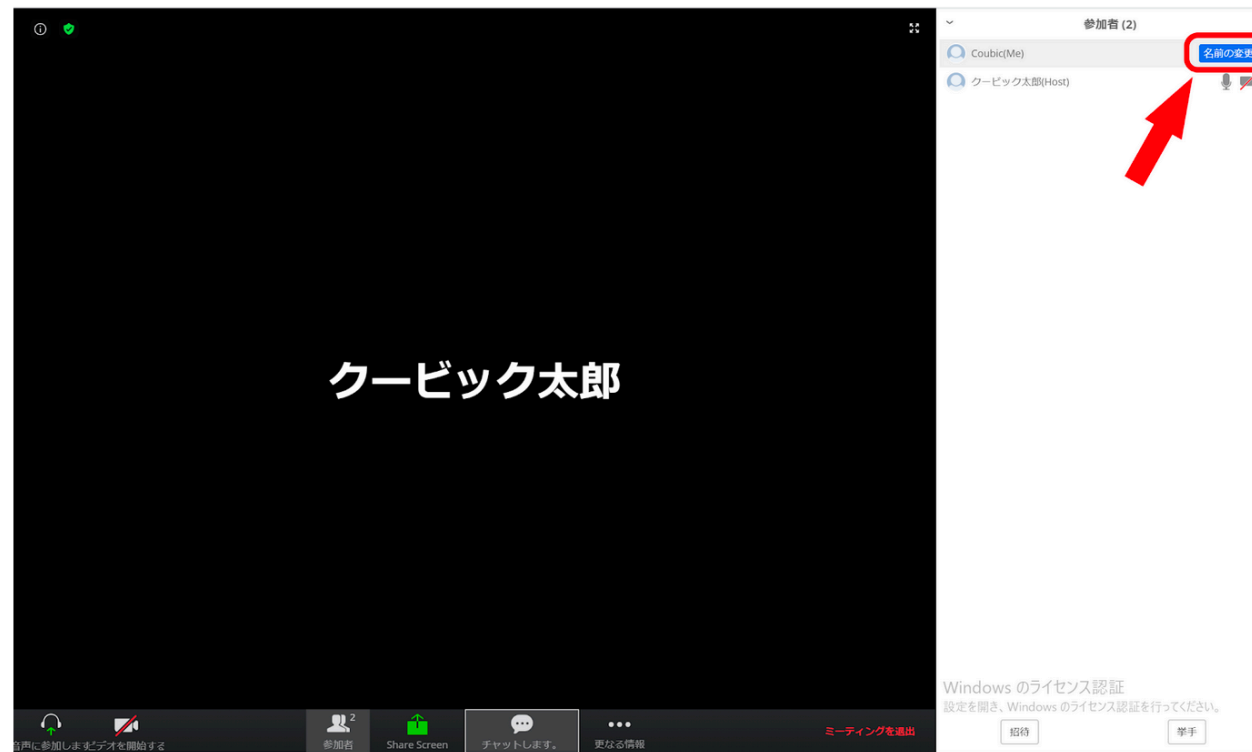 参加者 (2)
Coubic(Me)
名前の変更
クービック太郎(Host)
クービック太郎
Windows のライセンス認証
設定を開き、Windows のライセンス認証を行ってください。
招待
挙手
音声に参加します
ビデオを開始する
2
参加者
Share Screen
チャットします。
更なる情報
ミーティングを退出